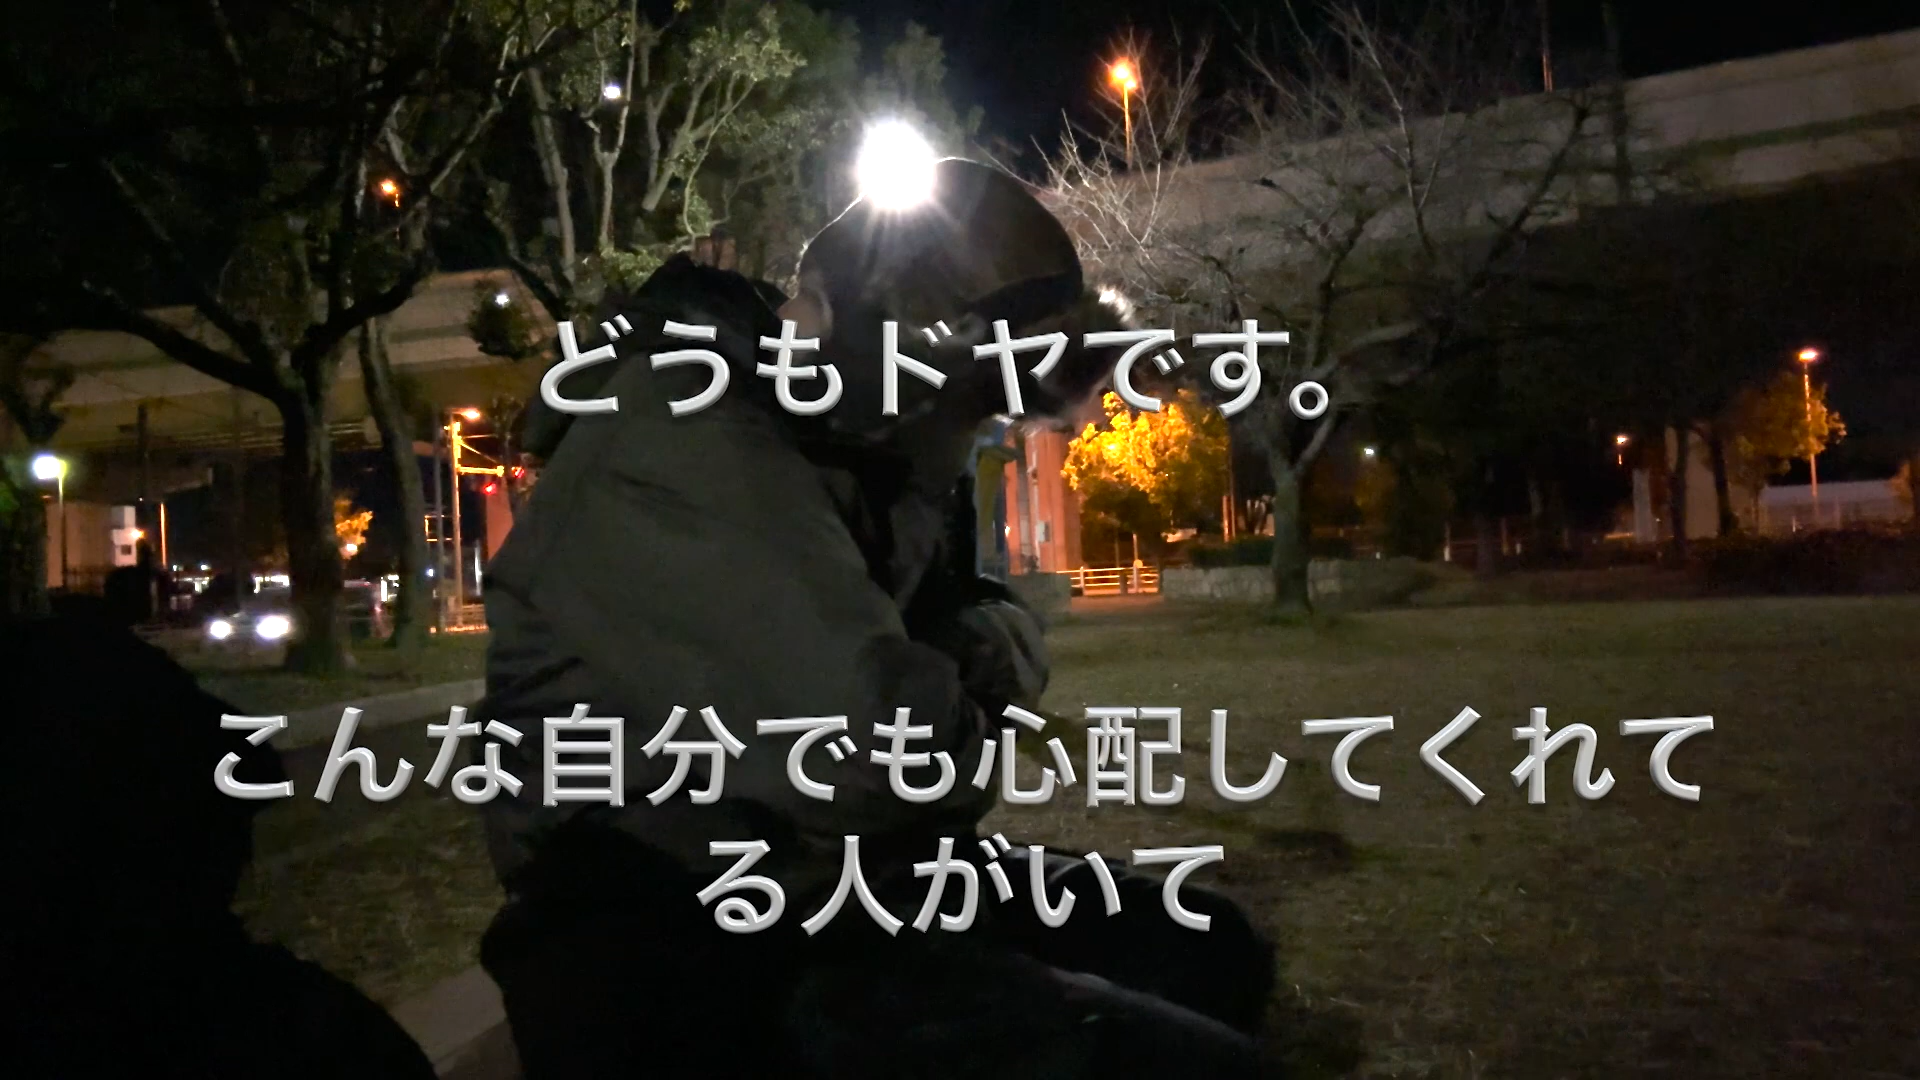 どうもドヤです。
こんな自分でも心配してくれて
る人がいて